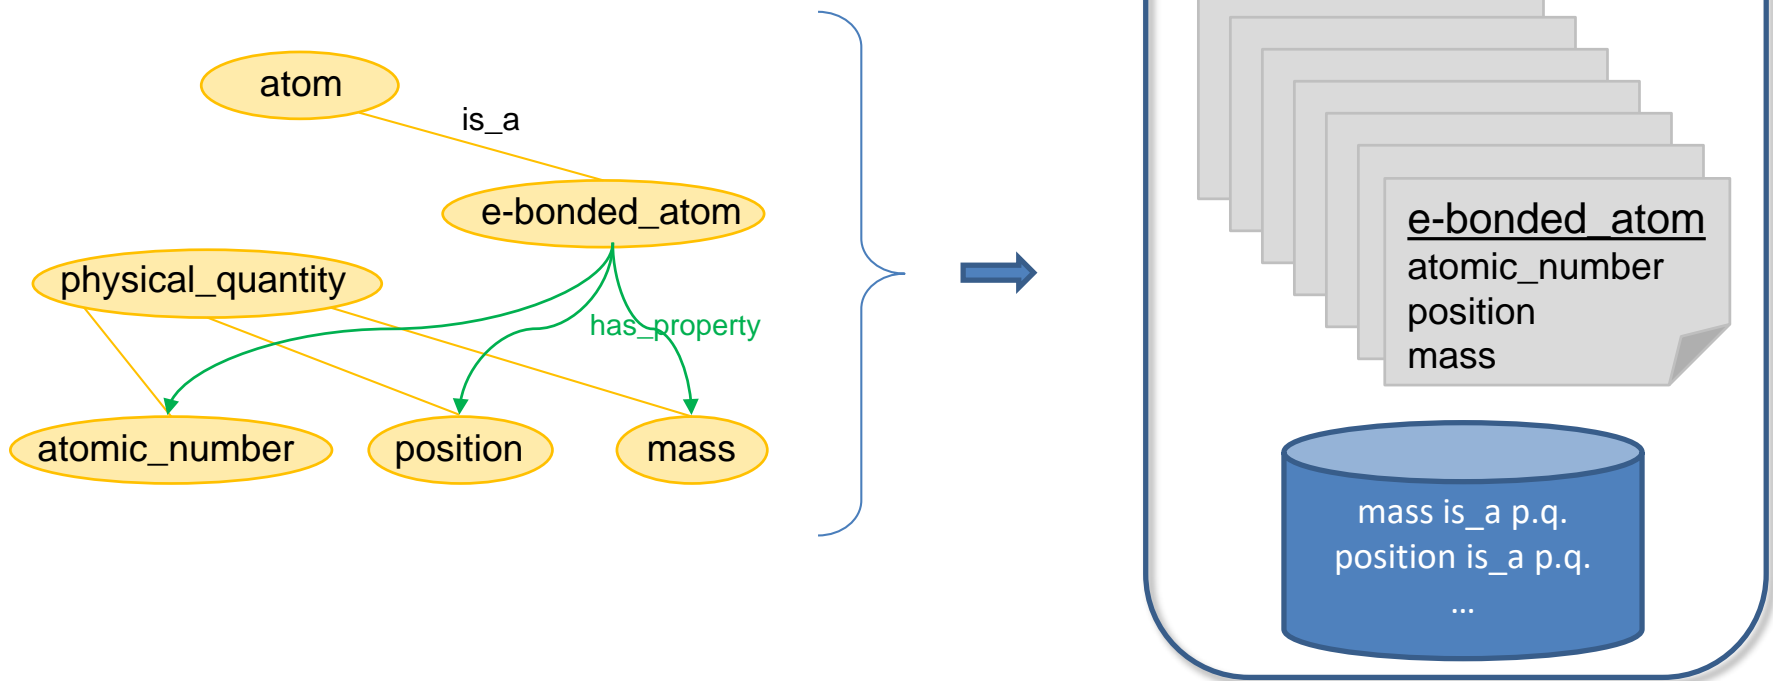 atom
is_a
e-bonded_atom
physical_quantity
has_property
atomic_number
position
mass
e-bonded_atom
atomic_number
position
mass
mass is_a p.q.
position is_a p.q.
...